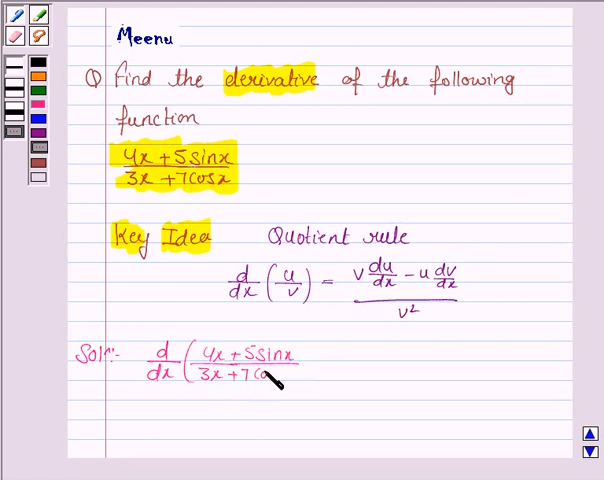 Meenu
Q Find the derivative of the following
function
4x + 5sinx
3x + 7cosx
Key Idea Quotient rule
d/dx (u/v) = (v du/dx - u dv/dx) / v²
Solⁿ:- d/dx (4x + 5sinx
3x + 7co